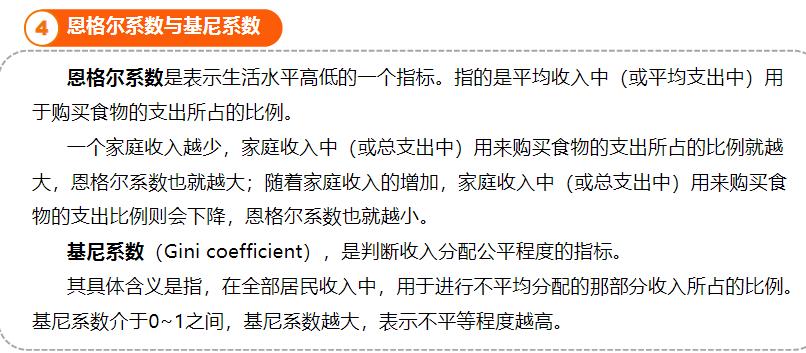 4 恩格尔系数与基尼系数
恩格尔系数是表示生活水平高低的一个指标。指的是平均收入中（或平均支出中）用
于购买食物的支出所占的比例。
一个家庭收入越少，家庭收入中（或总支出中）用来购买食物的支出所占的比例就越
大，恩格尔系数也就越大；随着家庭收入的增加，家庭收入中（或总支出中）用来购买食
物的支出比例则会下降，恩格尔系数也就越小。
基尼系数（Gini coefficient），是判断收入分配公平程度的指标。
其具体含义是指，在全部居民收入中，用于进行不平均分配的那部分收入所占的比例。
基尼系数介于0~1之间，基尼系数越大，表示不平等程度越高。